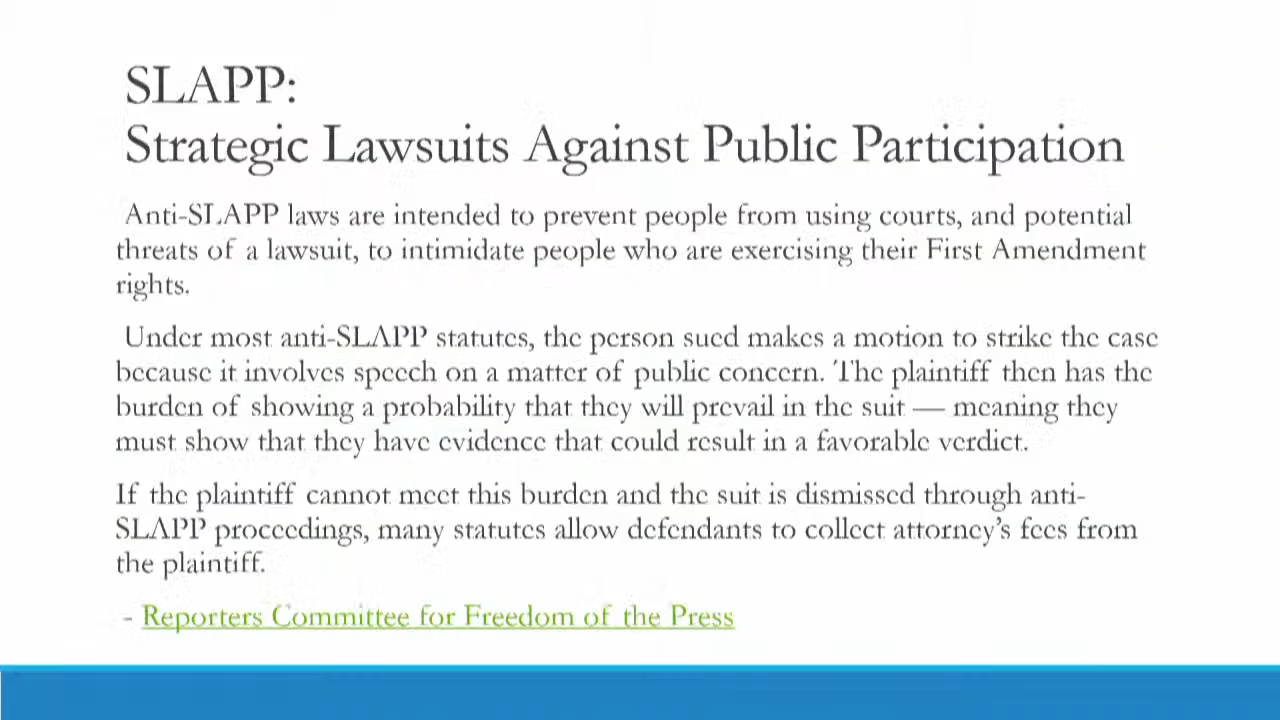 SLAPP:
Strategic Lawsuits Against Public Participation
Anti-SLAPP laws are intended to prevent people from using courts, and potential
threats of a lawsuit, to intimidate people who are exercising their First Amendment
rights.
Under most anti-SLAPP statutes, the person sued makes a motion to strike the case
because it involves speech on a matter of public concern. The plaintiff then has the
burden of showing a probability that they will prevail in the suit — meaning they
must show that they have evidence that could result in a favorable verdict.
If the plaintiff cannot meet this burden and the suit is dismissed through anti-
SLAPP proceedings, many statutes allow defendants to collect attorney’s fees from
the plaintiff.
- Reporters Committee for Freedom of the Press